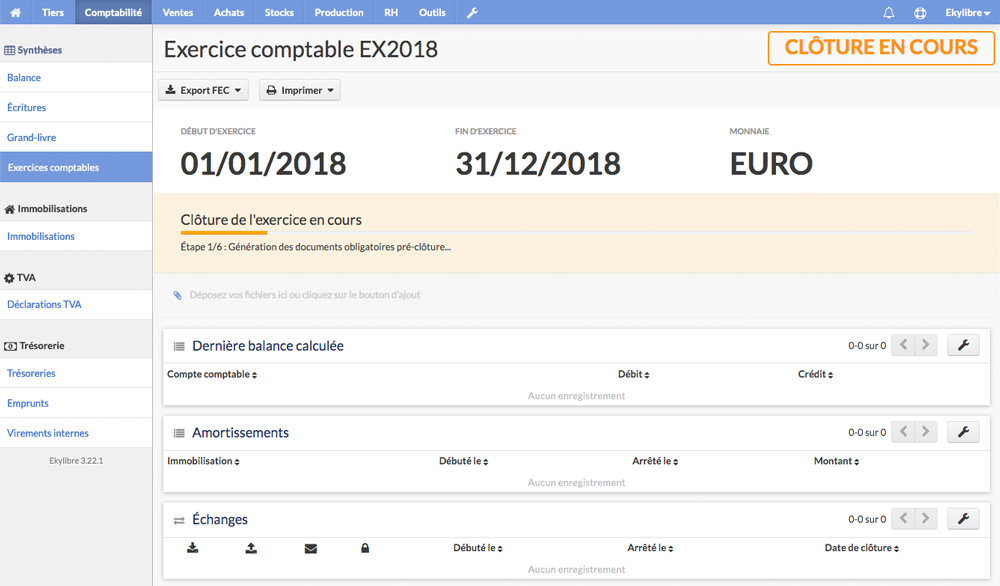 Tiers Comptabilité Ventes Achats Stocks Production RH Outils Ekylibre
Synthèses
Balance
Écritures
Grand-livre
Exercices comptables
Immobilisations
Immobilisations
TVA
Déclarations TVA
Trésorerie
Trésoreries
Emprunts
Virements internes
Ekylibre 3.22.1
Exercice comptable EX2018
CLÔTURE EN COURS
Export FEC Imprimer
DÉBUT D'EXERCICE FIN D'EXERCICE MONNAIE
01/01/2018 31/12/2018 EURO
Clôture de l'exercice en cours
Étape 1/6 : Génération des documents obligatoires pré-clôture...
Déposez vos fichiers ici ou cliquez sur le bouton d'ajout
Dernière balance calculée 0-0 sur 0
Compte comptable Débit Crédit
Aucun enregistrement
Amortissements 0-0 sur 0
Immobilisation Débuté le Arrêté le Montant
Aucun enregistrement
Échanges 0-0 sur 0
Débuté le Arrêté le Date de clôture
Aucun enregistrement